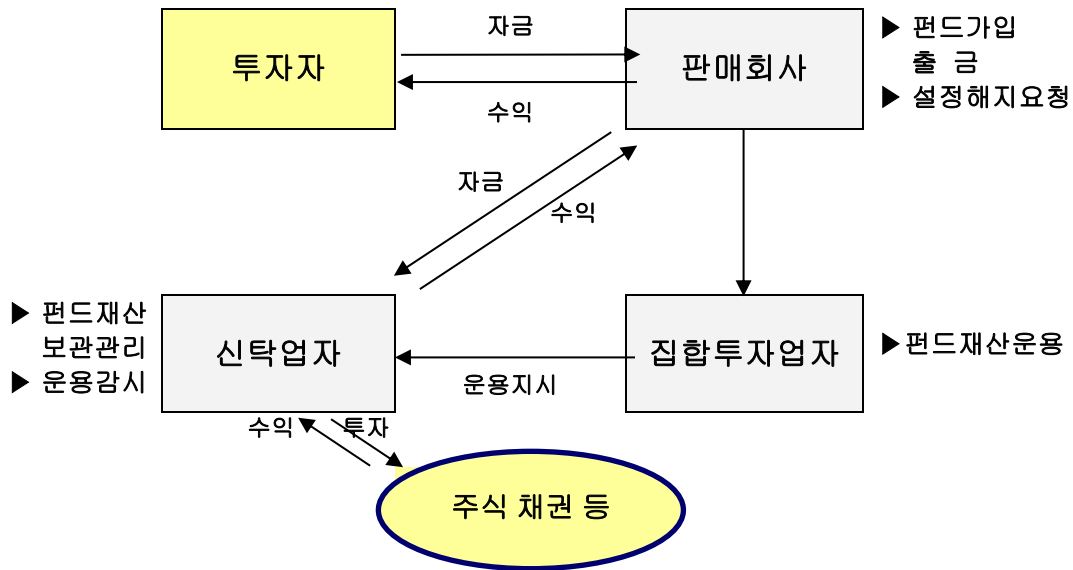 자금
투자자
판매회사
▶ 펀드가입
출 금
▶ 설정해지요청
수익
자금
수익
▶ 펀드재산
보관관리
▶ 운용감시
신탁업자
집합투자업자
▶펀드재산운용
운용지시
수익
투자
주식 채권 등